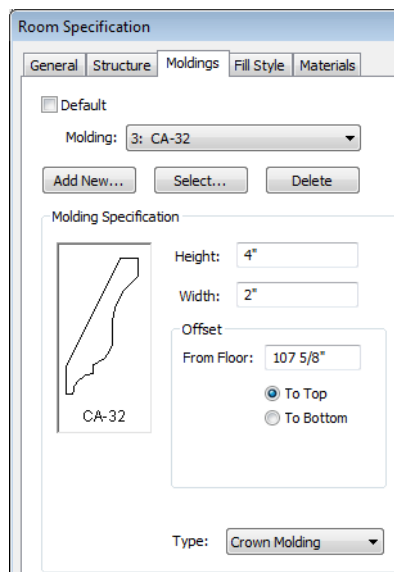 Room Specification
General Structure Moldings Fill Style Materials
Default
Molding: 3: CA-32
Add New... Select... Delete
Molding Specification
Height: 4"
Width: 2"
Offset
From Floor: 107 5/8"
To Top
To Bottom
CA-32
Type: Crown Molding